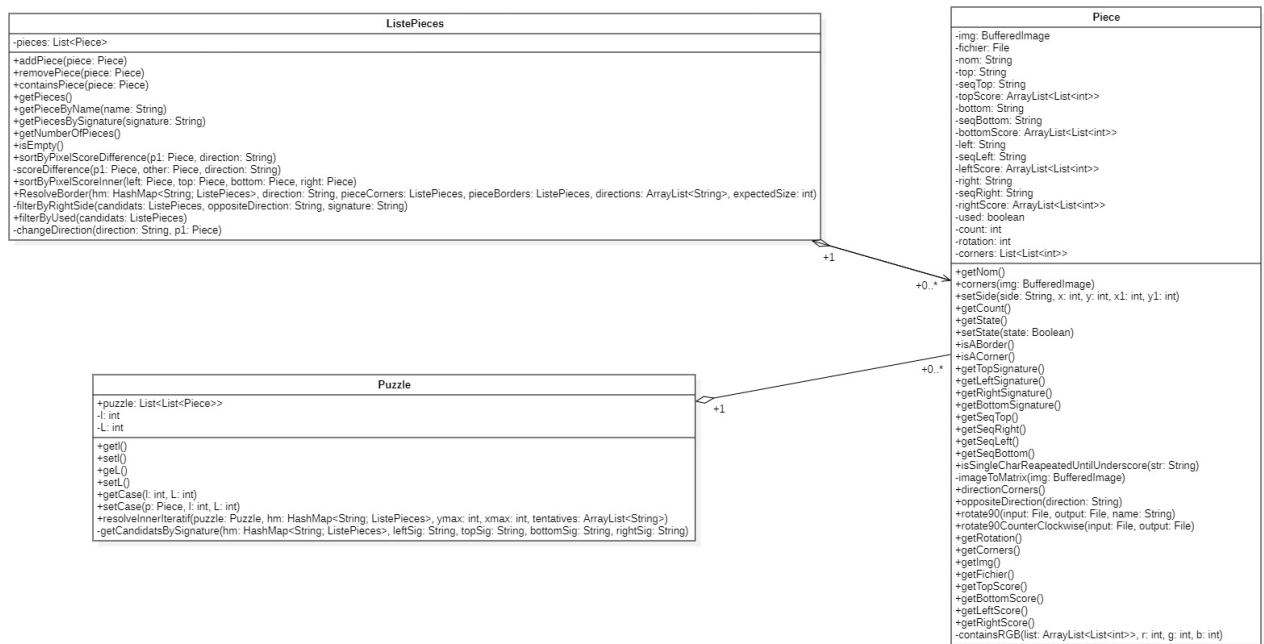 ListePieces
-pieces: List<Piece>
+addPiece(piece: Piece)
+removePiece(piece: Piece)
+containsPiece(piece: Piece)
+getPieces()
+getPieceByName(name: String)
+getPiecesBySignature(signature: String)
+getNumberOfPieces()
+isEmpty()
+sortByPixelScoreDifference(p1: Piece, direction: String)
-scoreDifference(p1: Piece, other: Piece, direction: String)
+sortByPixelScoreInner(left: Piece, top: Piece, bottom: Piece, right: Piece)
+ResolveBorder(hm: HashMap<String; ListePieces>, direction: String, pieceCorners: ListePieces, pieceBorders: ListePieces, directions: ArrayList<String>, expectedSize: int)
-filterByRightSide(candidats: ListePieces, oppositeDirection: String, signature: String)
+filterByUsed(candidats: ListePieces)
-changeDirection(direction: String, p1: Piece)
+1
+0..*
Puzzle
+puzzle: List<List<Piece>>
-l: int
-L: int
+getl()
+setl()
+geL()
+setL()
+getCase(l: int, L: int)
+setCase(p: Piece, l: int, L: int)
+resolveInnerIteratif(puzzle: Puzzle, hm: HashMap<String; ListePieces>, ymax: int, xmax: int, tentatives: ArrayList<String>)
-getCandidatsBySignature(hm: HashMap<String; ListePieces>, leftSig: String, topSig: String, bottomSig: String, rightSig: String)
+1
+0..*
Piece
-img: BufferedImage
-fichier: File
-nom: String
-top: String
-seqTop: String
-topScore: ArrayList<List<int>>
-bottom: String
-seqBottom: String
-bottomScore: ArrayList<List<int>>
-left: String
-seqLeft: String
-leftScore: ArrayList<List<int>>
-right: String
-seqRight: String
-rightScore: ArrayList<List<int>>
-used: boolean
-count: int
-rotation: int
-corners: List<List<int>>
+getNom()
+corners(img: BufferedImage)
+setSide(side: String, x: int, y: int, x1: int, y1: int)
+getCount()
+getState()
+setState(state: Boolean)
+isABorder()
+isACorner()
+getTopSignature()
+getLeftSignature()
+getRightSignature()
+getBottomSignature()
+getSeqTop()
+getSeqRight()
+getSeqLeft()
+getSeqBottom()
+isSingleCharReapeatedUntilUnderscore(str: String)
-imageToMatrix(img: BufferedImage)
+directionCorners()
+oppositeDirection(direction: String)
+rotate90(input: File, output: File, name: String)
+rotate90CounterClockwise(input: File, output: File)
+getRotation()
+getCorners()
+getImg()
+getFichier()
+getTopScore()
+getBottomScore()
+getLeftScore()
+getRightScore()
-containsRGB(list: ArrayList<List<int>>, r: int, g: int, b: int)